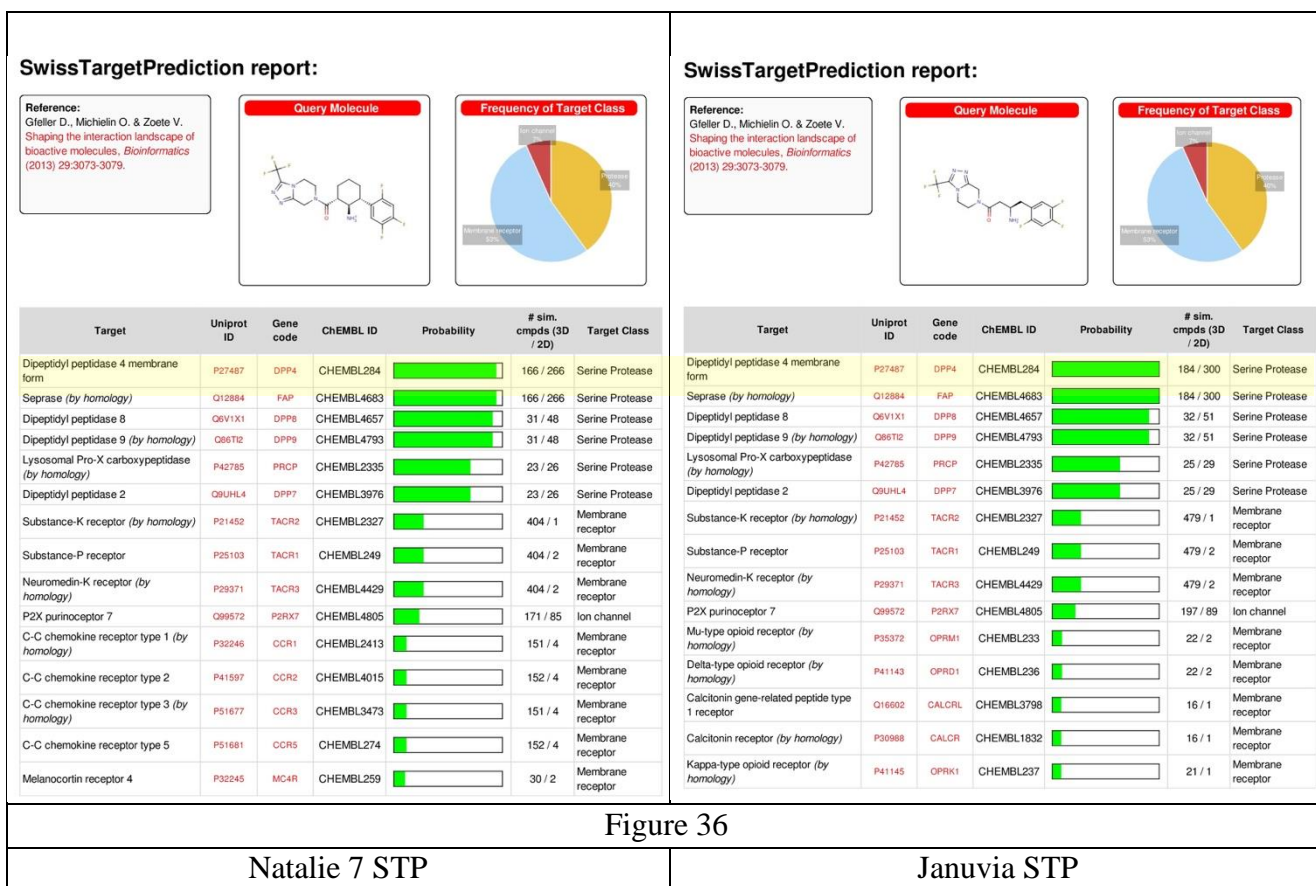 SwissTargetPrediction report:
Reference:
Gfeller D., Michielin O. & Zoete V.
Shaping the interaction landscape of
bioactive molecules, Bioinformatics
(2013) 29:3073-3079.
Query Molecule
Frequency of Target Class
Ion channel
7%
Protease
40%
Membrane receptor
53%
Target Uniprot ID Gene code ChEMBL ID Probability # sim. cmpds (3D / 2D) Target Class
Dipeptidyl peptidase 4 membrane form P27487 DPP4 CHEMBL284 166 / 266 Serine Protease
Seprase (by homology) Q12884 FAP CHEMBL4683 166 / 266 Serine Protease
Dipeptidyl peptidase 8 Q6V1X1 DPP8 CHEMBL4657 31 / 48 Serine Protease
Dipeptidyl peptidase 9 (by homology) Q86TI2 DPP9 CHEMBL4793 31 / 48 Serine Protease
Lysosomal Pro-X carboxypeptidase (by homology) P42785 PRCP CHEMBL2335 23 / 26 Serine Protease
Dipeptidyl peptidase 2 Q9UHL4 DPP7 CHEMBL3976 23 / 26 Serine Protease
Substance-K receptor (by homology) P21452 TACR2 CHEMBL2327 404 / 1 Membrane receptor
Substance-P receptor P25103 TACR1 CHEMBL249 404 / 2 Membrane receptor
Neuromedin-K receptor (by homology) P29371 TACR3 CHEMBL4429 404 / 2 Membrane receptor
P2X purinoceptor 7 Q99572 P2RX7 CHEMBL4805 171 / 85 Ion channel
C-C chemokine receptor type 1 (by homology) P32246 CCR1 CHEMBL2413 151 / 4 Membrane receptor
C-C chemokine receptor type 2 P41597 CCR2 CHEMBL4015 152 / 4 Membrane receptor
C-C chemokine receptor type 3 (by homology) P51677 CCR3 CHEMBL3473 151 / 4 Membrane receptor
C-C chemokine receptor type 5 P51681 CCR5 CHEMBL274 152 / 4 Membrane receptor
Melanocortin receptor 4 P32245 MC4R CHEMBL259 30 / 2 Membrane receptor
SwissTargetPrediction report:
Reference:
Gfeller D., Michielin O. & Zoete V.
Shaping the interaction landscape of
bioactive molecules, Bioinformatics
(2013) 29:3073-3079.
Query Molecule
Frequency of Target Class
Ion channel
7%
Protease
40%
Membrane receptor
53%
Target Uniprot ID Gene code ChEMBL ID Probability # sim. cmpds (3D / 2D) Target Class
Dipeptidyl peptidase 4 membrane form P27487 DPP4 CHEMBL284 184 / 300 Serine Protease
Seprase (by homology) Q12884 FAP CHEMBL4683 184 / 300 Serine Protease
Dipeptidyl peptidase 8 Q6V1X1 DPP8 CHEMBL4657 32 / 51 Serine Protease
Dipeptidyl peptidase 9 (by homology) Q86TI2 DPP9 CHEMBL4793 32 / 51 Serine Protease
Lysosomal Pro-X carboxypeptidase (by homology) P42785 PRCP CHEMBL2335 25 / 29 Serine Protease
Dipeptidyl peptidase 2 Q9UHL4 DPP7 CHEMBL3976 25 / 29 Serine Protease
Substance-K receptor (by homology) P21452 TACR2 CHEMBL2327 479 / 1 Membrane receptor
Substance-P receptor P25103 TACR1 CHEMBL249 479 / 2 Membrane receptor
Neuromedin-K receptor (by homology) P29371 TACR3 CHEMBL4429 479 / 2 Membrane receptor
P2X purinoceptor 7 Q99572 P2RX7 CHEMBL4805 197 / 89 Ion channel
Mu-type opioid receptor (by homology) P35372 OPRM1 CHEMBL233 22 / 2 Membrane receptor
Delta-type opioid receptor (by homology) P41143 OPRD1 CHEMBL236 22 / 2 Membrane receptor
Calcitonin gene-related peptide type 1 receptor Q16602 CALCRL CHEMBL3798 16 / 1 Membrane receptor
Calcitonin receptor (by homology) P30988 CALCR CHEMBL1832 16 / 1 Membrane receptor
Kappa-type opioid receptor (by homology) P41145 OPRK1 CHEMBL237 21 / 1 Membrane receptor
Figure 36
Natalie 7 STP
Januvia STP